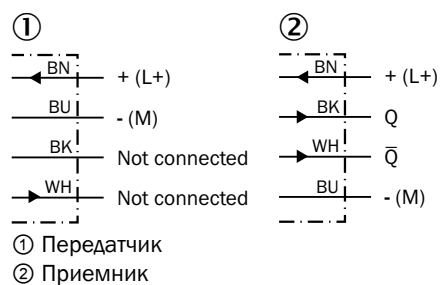 ①
BN + (L+)
BU - (M)
BK Not connected
WH Not connected
②
BN + (L+)
BK Q
WH Q̅
BU - (M)
① Передатчик
② Приемник